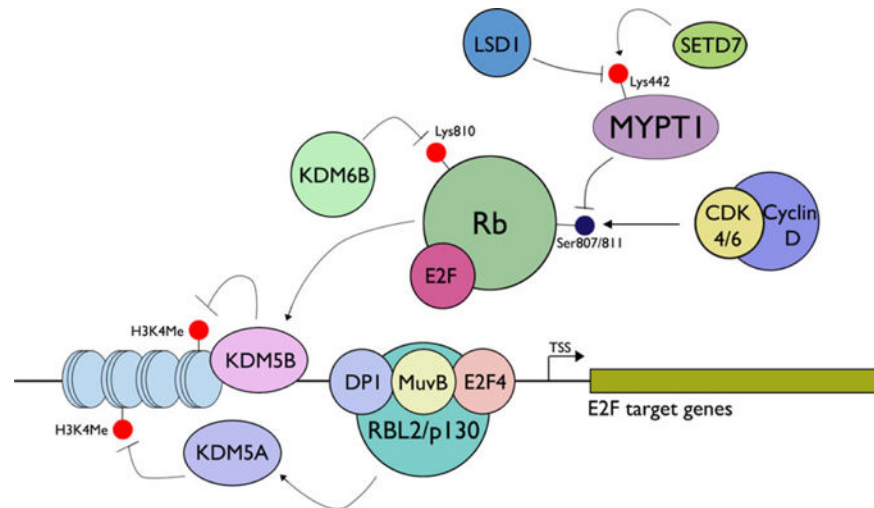 LSD1
SETD7
Lys442
MYPT1
Lys810
KDM6B
Rb
CDK
4/6
Cyclin
D
Ser807/811
E2F
H3K4Me
KDM5B
DP1
MuvB
E2F4
TSS
RBL2/p130
E2F target genes
H3K4Me
KDM5A